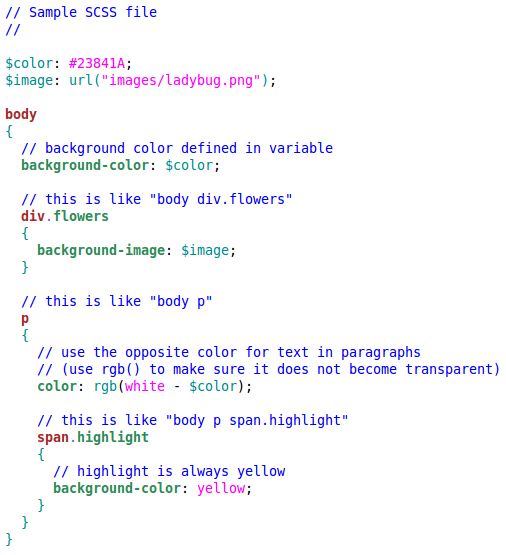 // Sample SCSS file
//

$color: #23841A;
$image: url("images/ladybug.png");

body
{
  // background color defined in variable
  background-color: $color;

  // this is like "body div.flowers"
  div.flowers
  {
    background-image: $image;
  }

  // this is like "body p"
  p
  {
    // use the opposite color for text in paragraphs
    // (use rgb() to make sure it does not become transparent)
    color: rgb(white - $color);

    // this is like "body p span.highlight"
    span.highlight
    {
      // highlight is always yellow
      background-color: yellow;
    }
  }
}